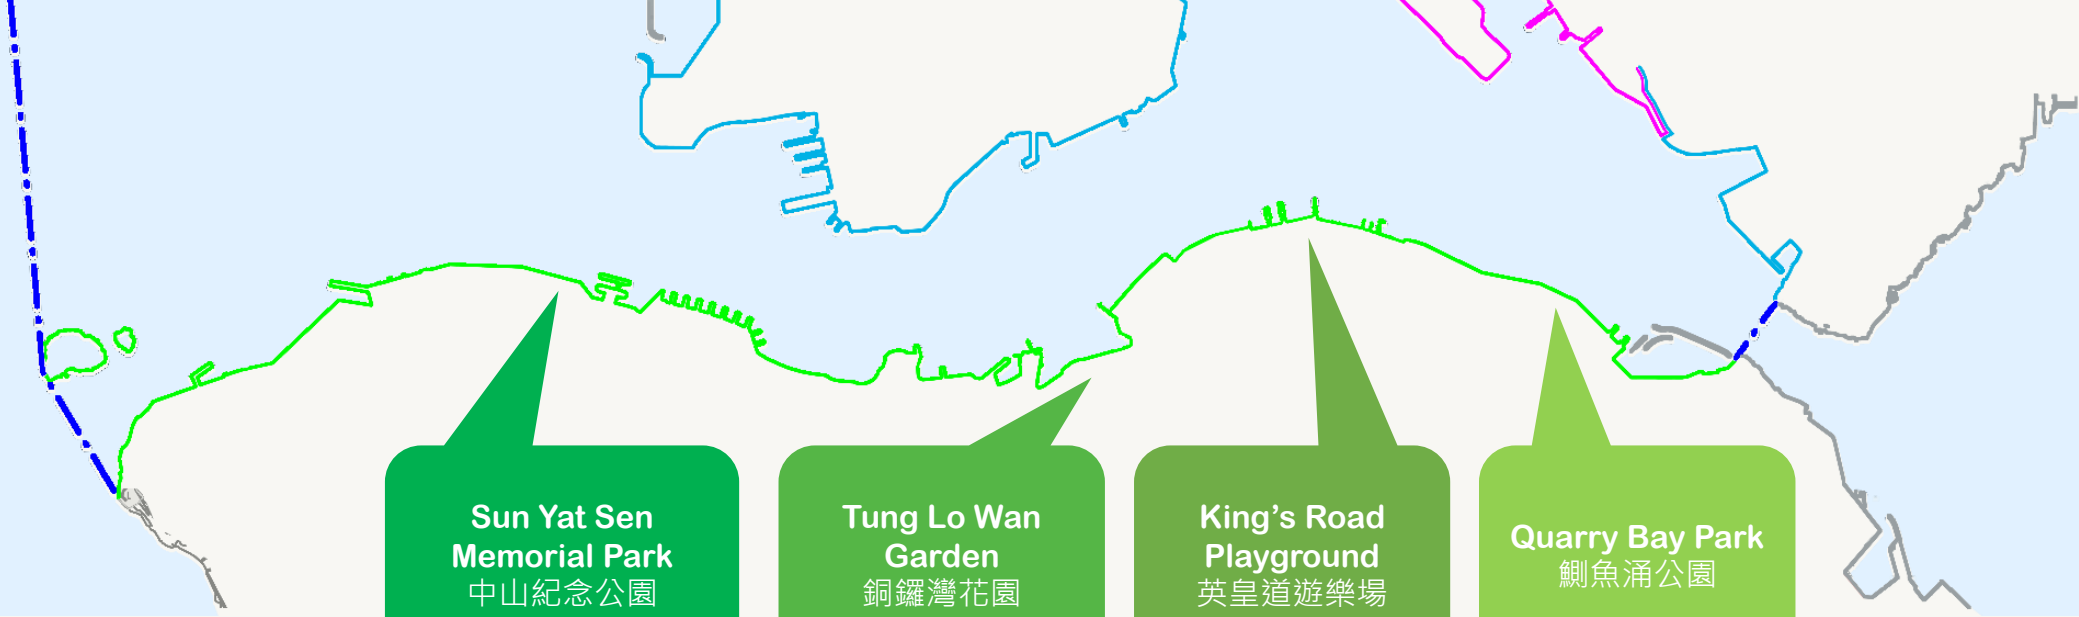 Sun Yat Sen
Memorial Park
中山紀念公園
Tung Lo Wan
Garden
銅鑼灣花園
King's Road
Playground
英皇道遊樂場
Quarry Bay Park
鰂魚涌公園